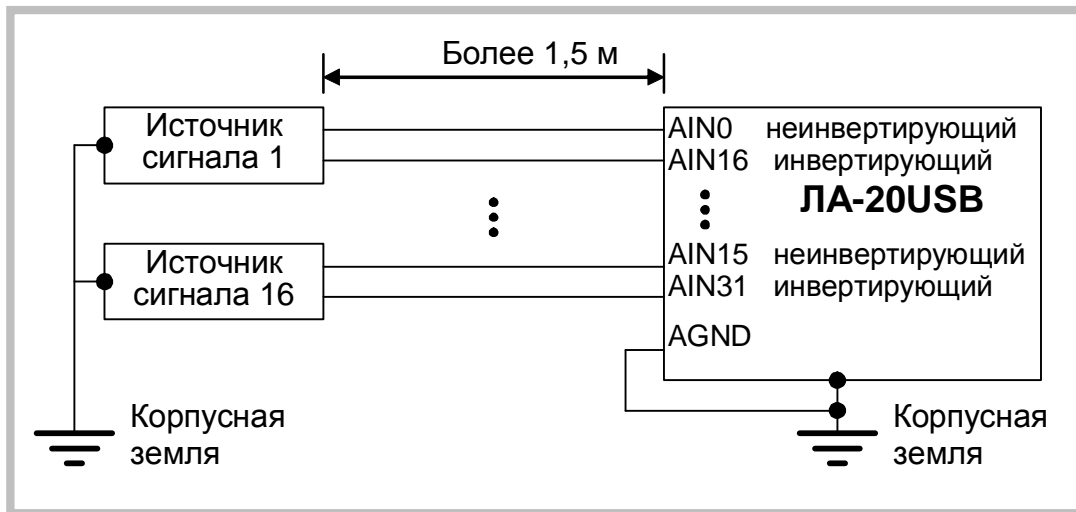 Более 1,5 м
Источник
сигнала 1
AIN0 неинвертирующий
AIN16 инвертирующий
ЛА-20USB
Источник
сигнала 16
AIN15 неинвертирующий
AIN31 инвертирующий
AGND
Корпусная
земля
Корпусная
земля